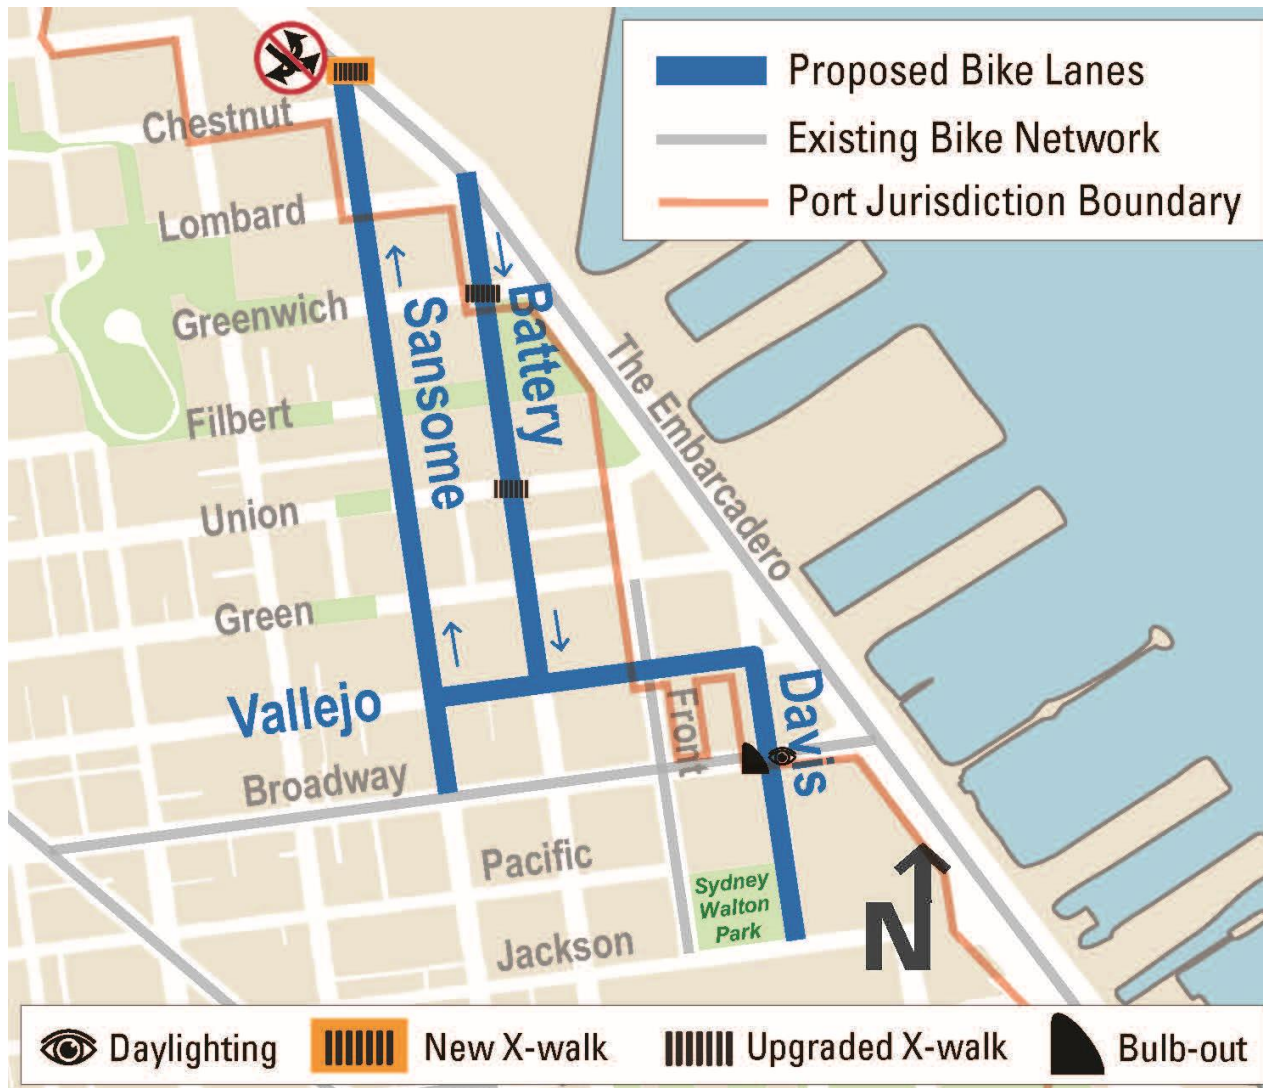 Proposed Bike Lanes
Existing Bike Network
Port Jurisdiction Boundary
Chestnut
Lombard
Greenwich
Filbert
Union
Green
Vallejo
Broadway
Pacific
Jackson
Sansome
Battery
The Embarcadero
Front
Davis
Sydney
Walton
Park
N
Daylighting
New X-walk
Upgraded X-walk
Bulb-out